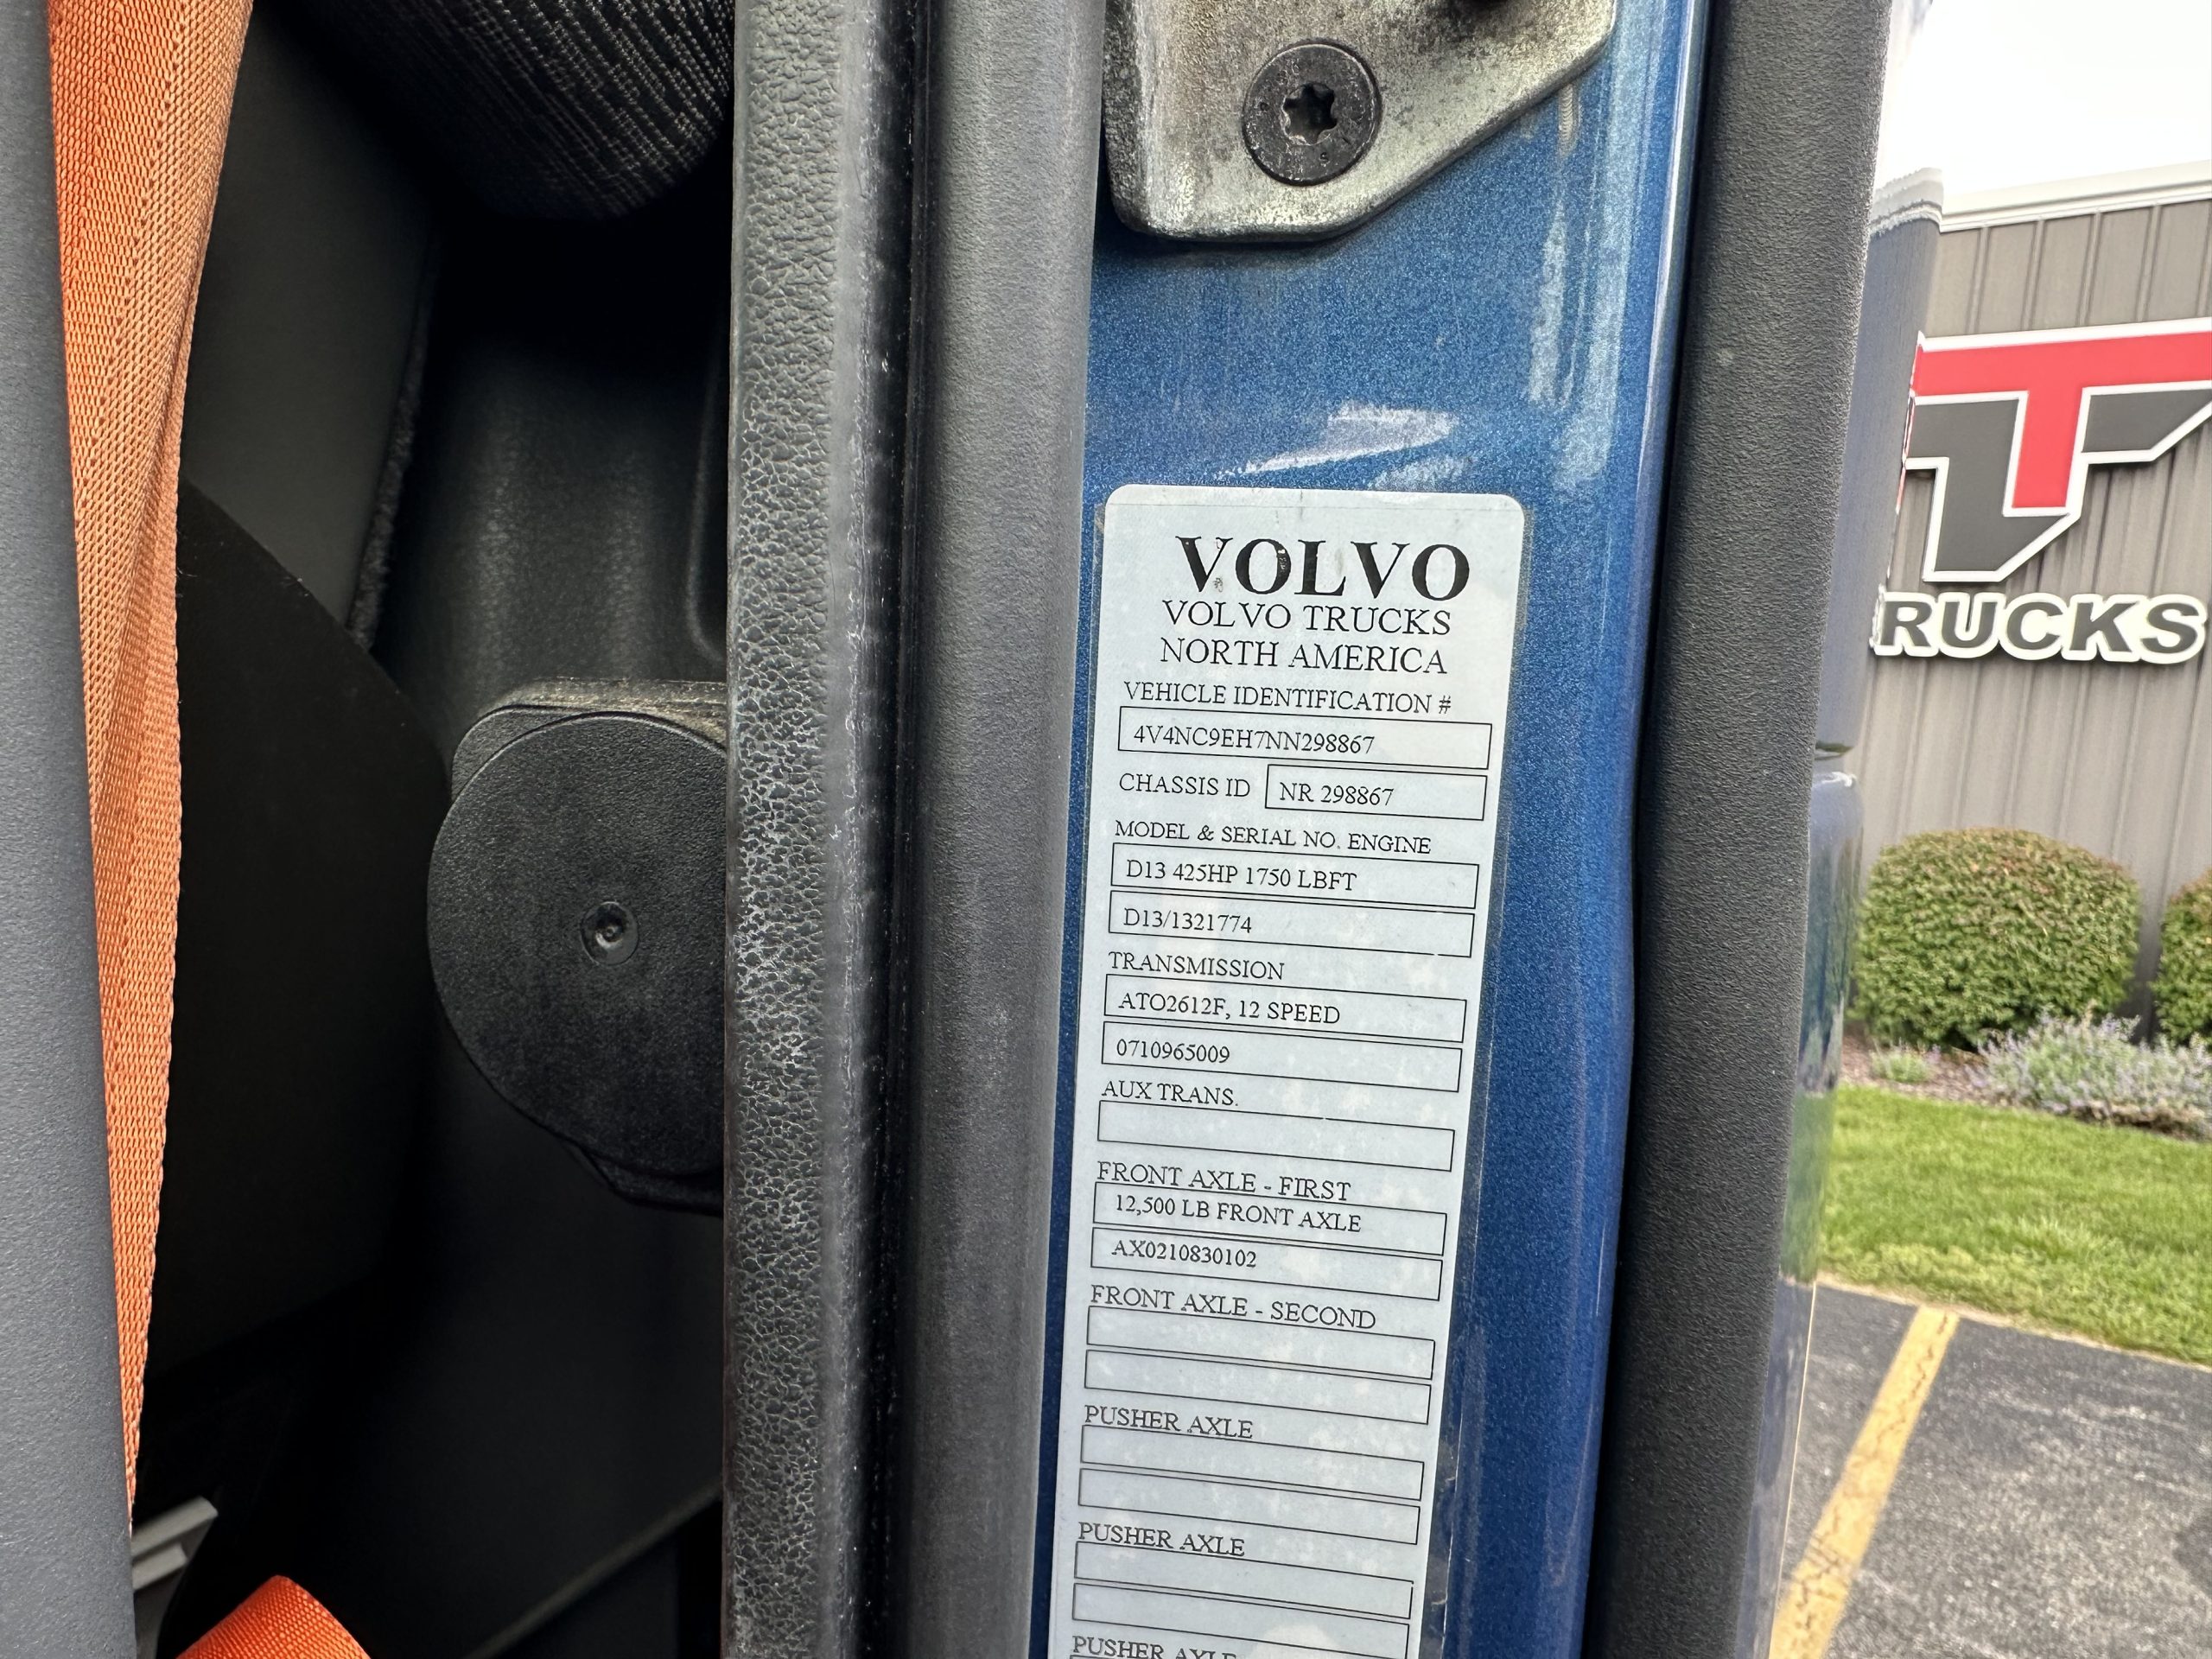 VOLVO
VOLVO TRUCKS
NORTH AMERICA
VEHICLE IDENTIFICATION #
4V4NC9EH7NN298867
CHASSIS ID NR 298867
MODEL & SERIAL NO. ENGINE
D13 425HP 1750 LBFT
D13/1321774
TRANSMISSION
ATO2612F, 12 SPEED
0710965009
AUX TRANS.
FRONT AXLE - FIRST
12,500 LB FRONT AXLE
AX0210830102
FRONT AXLE - SECOND
PUSHER AXLE
PUSHER AXLE
PUSHER AXLE
T
RUCKS